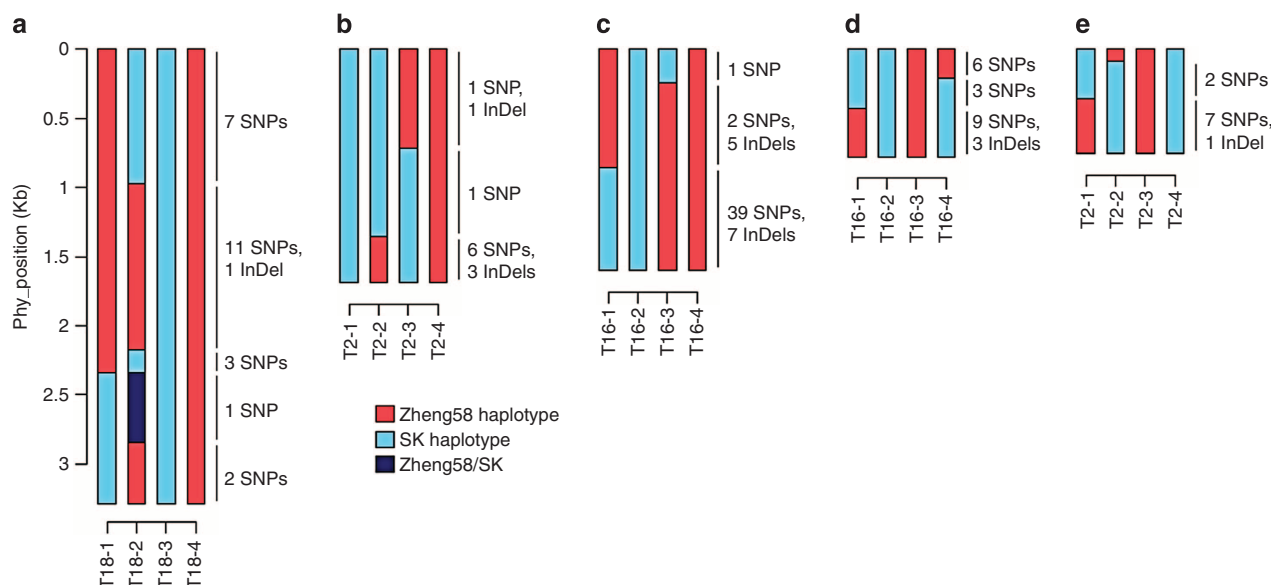 a
b
c
d
e
Phy_position (Kb)
0
0.5
1
1.5
2
2.5
3
7 SNPs
11 SNPs,
1 InDel
3 SNPs
1 SNP
2 SNPs
T18-1
T18-2
T18-3
T18-4
1 SNP,
1 InDel
1 SNP
6 SNPs,
3 InDels
T2-1
T2-2
T2-3
T2-4
Zheng58 haplotype
SK haplotype
Zheng58/SK
1 SNP
2 SNPs,
5 InDels
39 SNPs,
7 InDels
T16-1
T16-2
T16-3
T16-4
6 SNPs
3 SNPs
9 SNPs,
3 InDels
T16-1
T16-2
T16-3
T16-4
2 SNPs
7 SNPs,
1 InDel
T2-1
T2-2
T2-3
T2-4